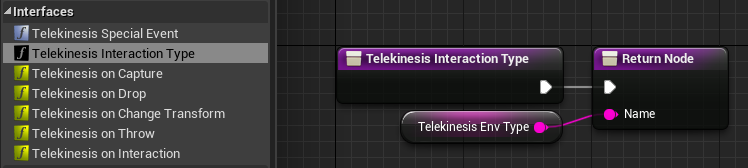 Interfaces
Telekinesis Special Event
Telekinesis Interaction Type
Telekinesis on Capture
Telekinesis on Drop
Telekinesis on Change Transform
Telekinesis on Throw
Telekinesis on Interaction
Telekinesis Interaction Type
Return Node
Telekinesis Env Type
Name